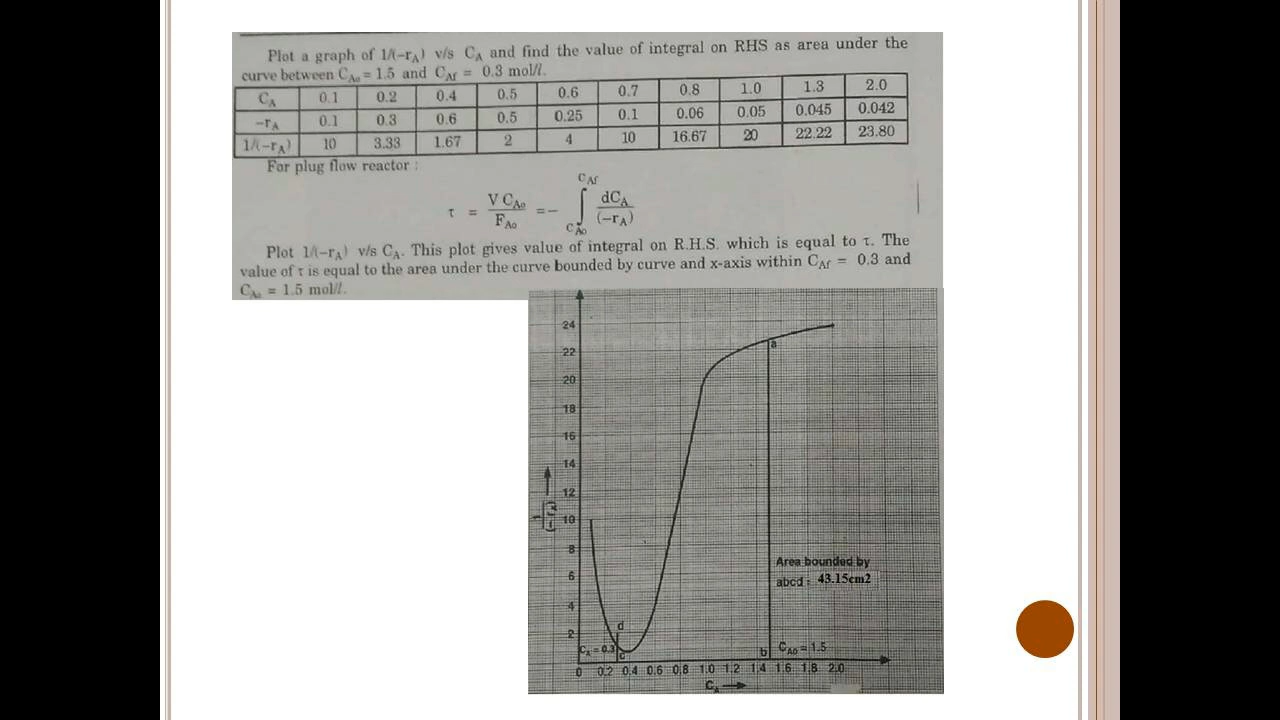 Plot a graph of 1/(-rA) v/s CA and find the value of integral on RHS as area under the
curve between CAo = 1.5 and CAf = 0.3 mol/l.
CA 0.1 0.2 0.4 0.5 0.6 0.7 0.8 1.0 1.3 2.0
-rA 0.1 0.3 0.6 0.5 0.25 0.1 0.06 0.05 0.045 0.042
1/(-rA) 10 3.33 1.67 2 4 10 16.67 20 22.22 23.80
For plug flow reactor :
τ = V CAo / FAo = - ∫ CAo CAf dCA / (-rA)
Plot 1/(-rA) v/s CA. This plot gives value of integral on R.H.S. which is equal to τ. The
value of τ is equal to the area under the curve bounded by curve and x-axis within CAf = 0.3 and
CAo = 1.5 mol/l.
24
22
20
18
16
14
12
10
8
6
4
2
a
Area bounded by
abcd = 43.15cm2
d
CA = 0.3
c
b
CAO = 1.5
0 0.2 0.4 0.6 0.8 1.0 1.2 1.4 1.6 1.8 2.0
CA